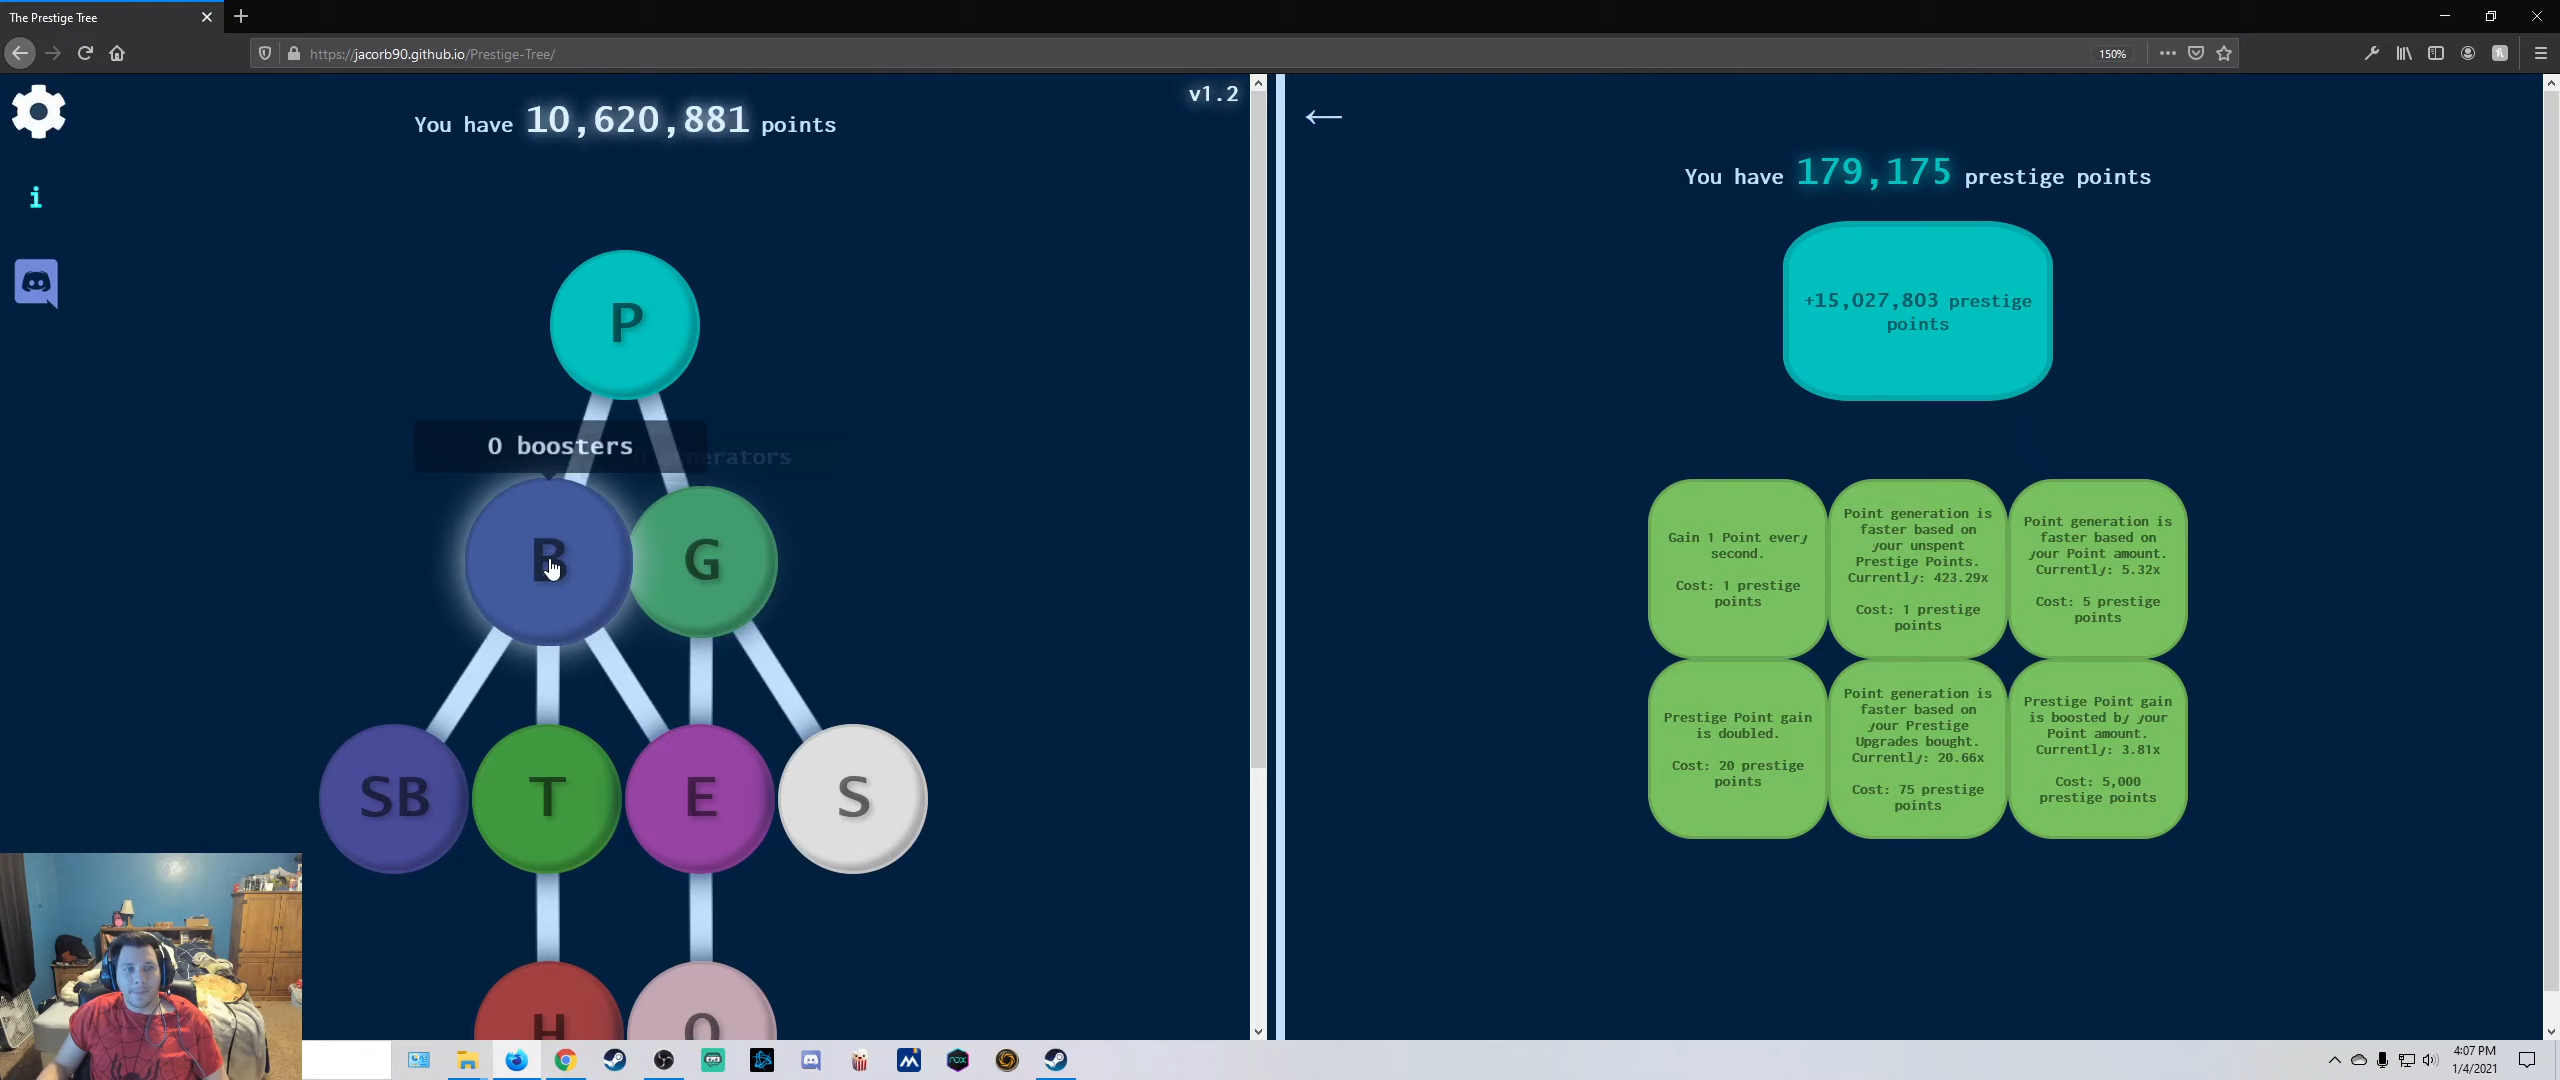 The Prestige Tree
https://jacorb90.github.io/Prestige-Tree/
150%
You have 10,620,881 points
v1.2
i
P
0 boosters
B
G
SB
T
E
S
H
You have 179,175 prestige points
+15,027,803 prestige
points
Gain 1 Point every
second.
Cost: 1 prestige
points
Point generation is
faster based on
your unspent
Prestige Points.
Currently: 423.29x
Cost: 1 prestige
points
Point generation is
faster based on
your Point amount.
Currently: 5.32x
Cost: 5 prestige
points
Prestige Point gain
is doubled.
Cost: 20 prestige
points
Point generation is
faster based on
your Prestige
Upgrades bought.
Currently: 20.66x
Cost: 75 prestige
points
Prestige Point gain
is boosted by your
Point amount.
Currently: 3.81x
Cost: 5,000
prestige points
4:07 PM
1/4/2021